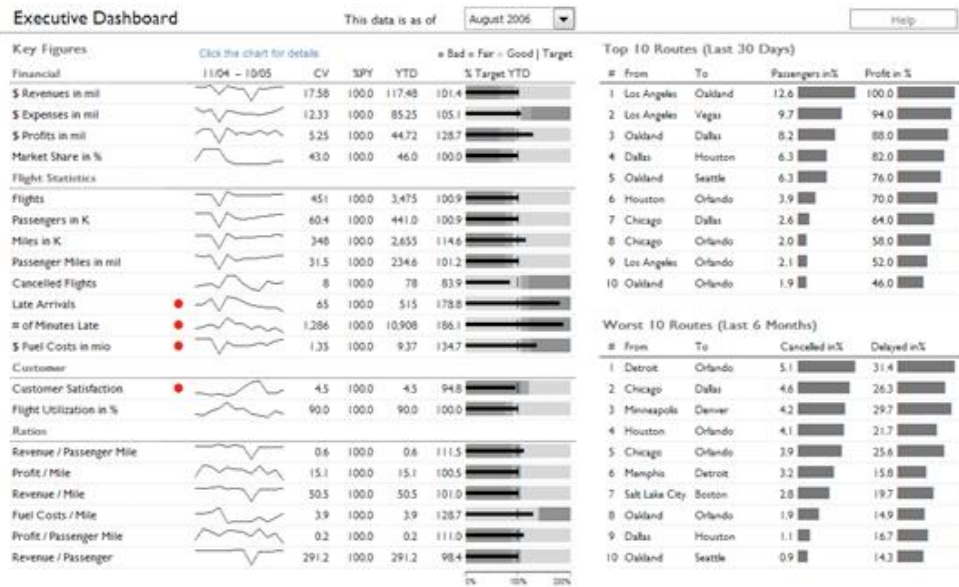 Executive Dashboard This data is as of August 2006 Help
Key Figures Click the chart for details = Bad = Fair = Good | Target
Financial 11/04 - 10/05 CV %PY YTD % Target YTD
$ Revenues in mil 17.58 100.0 117.48 101.4
$ Expenses in mil 12.33 100.0 85.25 105.1
$ Profits in mil 5.25 100.0 44.72 128.7
Market Share in % 43.0 100.0 46.0 100.0
Flight Statistics
Flights 451 100.0 3,475 100.9
Passengers in K 60.4 100.0 441.0 100.9
Miles in K 348 100.0 2,655 114.6
Passenger Miles in mil 31.5 100.0 234.6 101.2
Cancelled Flights 8 100.0 78 83.9
Late Arrivals 65 100.0 515 178.8
# of Minutes Late 1,286 100.0 10,908 186.1
$ Fuel Costs in mio 1.35 100.0 9.37 134.7
Customer
Customer Satisfaction 4.5 100.0 4.5 94.8
Flight Utilization in % 90.0 100.0 90.0 100.0
Ratios
Revenue / Passenger Mile 0.6 100.0 0.6 111.5
Profit / Mile 15.1 100.0 15.1 100.5
Revenue / Mile 50.5 100.0 50.5 101.0
Fuel Costs / Mile 3.9 100.0 3.9 128.7
Profit / Passenger Mile 0.2 100.0 0.2 111.0
Revenue / Passenger 291.2 100.0 291.2 98.4
0% 100% 200%
Top 10 Routes (Last 30 Days)
# From To Passengers in% Profit in %
1 Los Angeles Oakland 12.6 100.0
2 Los Angeles Vegas 9.7 94.0
3 Oakland Dallas 8.2 88.0
4 Dallas Houston 6.3 82.0
5 Oakland Seattle 6.3 76.0
6 Houston Orlando 3.9 70.0
7 Chicago Dallas 2.6 64.0
8 Chicago Orlando 2.0 58.0
9 Los Angeles Orlando 2.1 52.0
10 Oakland Orlando 1.9 46.0
Worst 10 Routes (Last 6 Months)
# From To Cancelled in% Delayed in%
1 Detroit Orlando 5.1 31.4
2 Chicago Dallas 4.6 26.3
3 Minneapolis Denver 4.2 29.7
4 Houston Orlando 4.1 21.7
5 Chicago Orlando 3.9 25.6
6 Memphis Detroit 3.2 15.8
7 Salt Lake City Boston 2.8 19.7
8 Oakland Orlando 1.9 14.9
9 Dallas Houston 1.1 16.7
10 Oakland Seattle 0.9 14.3